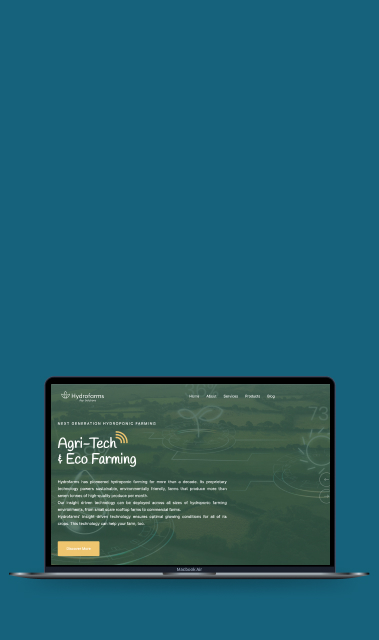 Hydrofarms
Home About Services Products Blog
NEXT GENERATION HYDROPONIC FARMING
Agri-Tech
& Eco Farming
Hydrofarms has pioneered hydroponic farming for more than a decade. Its proprietary
technology powers sustainable, environmentally friendly, farms that produce more than
seven tonnes of high-quality produce per month.
Our insight driven technology can be deployed across all sizes of hydroponic farming
environments, from small scale rooftop farms to commercial farms.
Hydrofarms' insight driven technology ensures optimal growing conditions for all of its
crops. This technology can help your farm, too.
73
MacBook Air